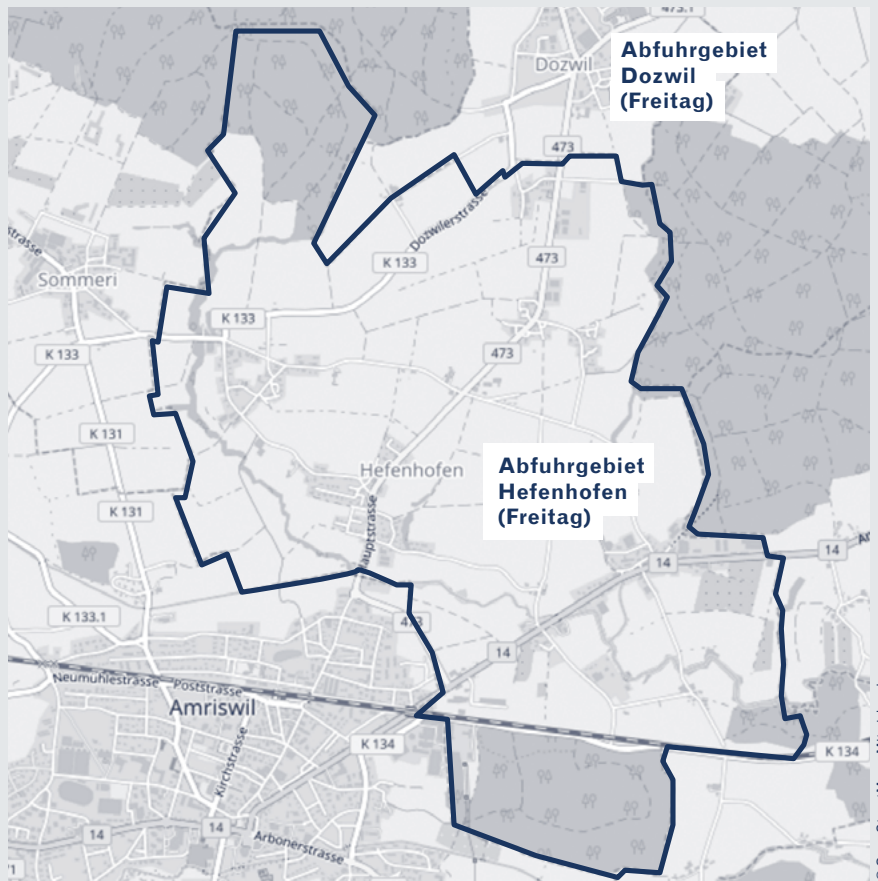 473.1
Dozwil
Abfuhrgebiet
Dozwil
(Freitag)
473
Dozwilerstrasse
473
K 133
Sommeri
K 133
K 133
473
K 131
Hefenhofen
Abfuhrgebiet
Hefenhofen
(Freitag)
K 131
Hauptstrasse
14
14
K 133.1
473
14
Neumühlestrasse
Poststrasse
Amriswil
K 134
K 134
Kirchstrasse
14
14
Arbonerstrasse